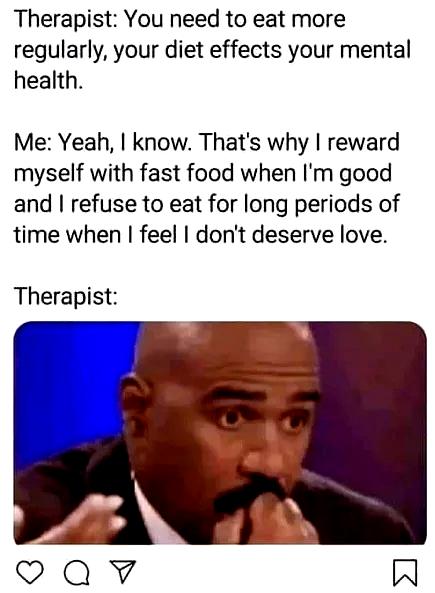 Therapist: You need to eat more
regularly, your diet effects your mental
health.
Me: Yeah, I know. That's why I reward
myself with fast food when I'm good
and I refuse to eat for long periods of
time when I feel I don't deserve love.
Therapist: